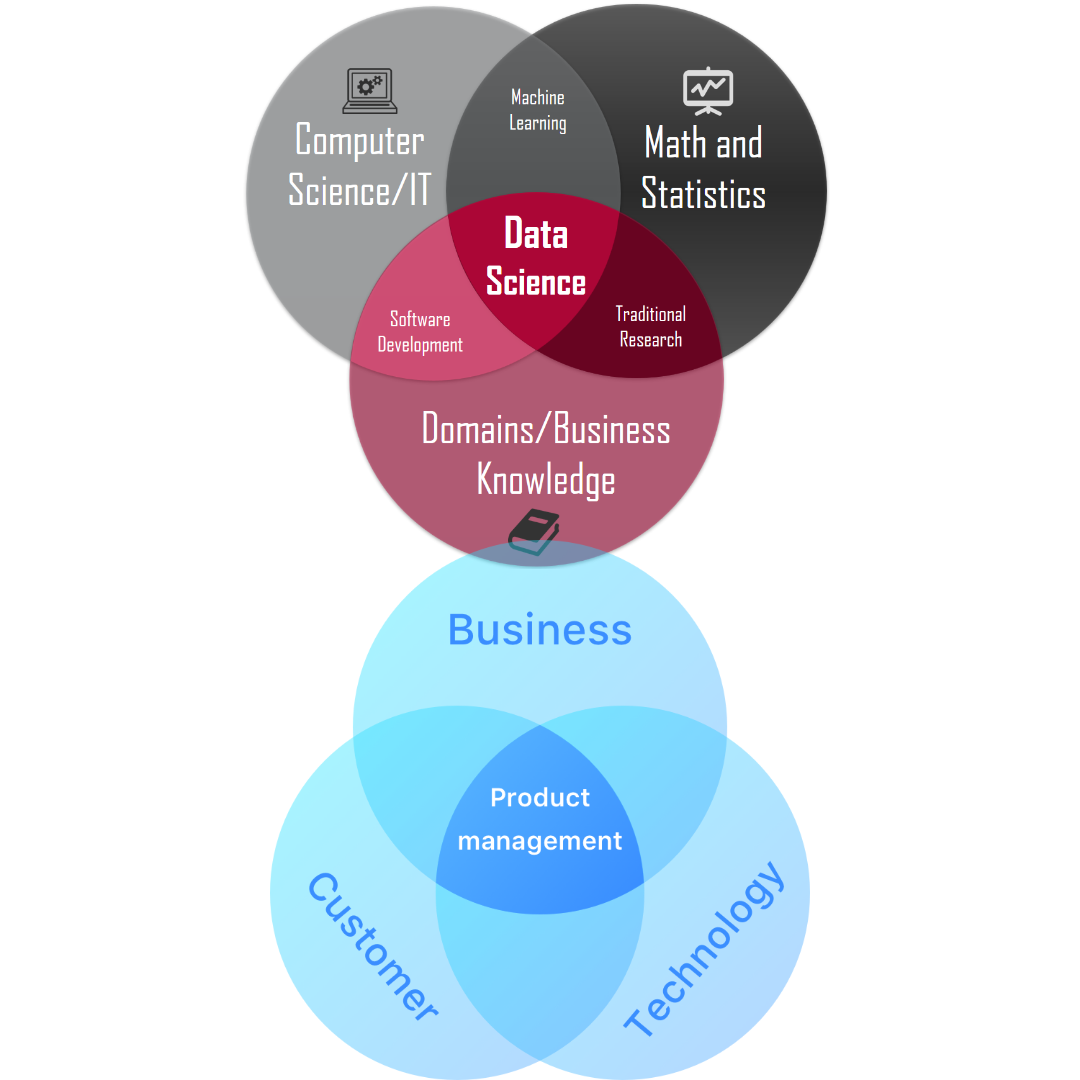 Machine
Learning
Computer
Science/IT
Math and
Statistics
Data
Science
Software
Development
Traditional
Research
Domains/Business
Knowledge
Business
Product
management
Customer
Technology